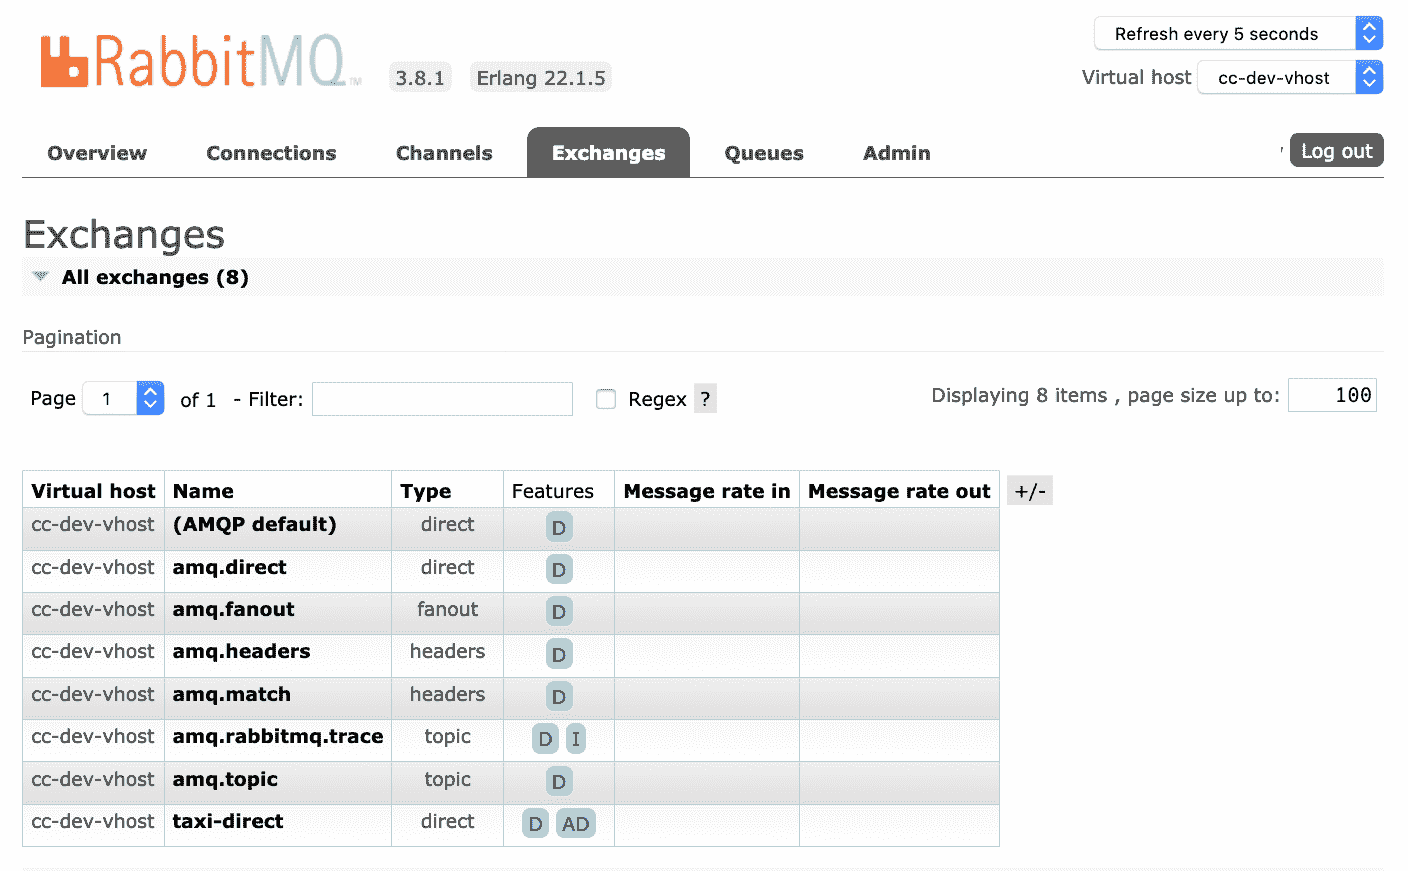 Refresh every 5 seconds
RabbitMQ™ 3.8.1 Erlang 22.1.5
Virtual host cc-dev-vhost
Overview Connections Channels Exchanges Queues Admin Log out
Exchanges
All exchanges (8)
Pagination
Page 1 of 1 - Filter: Regex ? Displaying 8 items , page size up to: 100
Virtual host Name Type Features Message rate in Message rate out +/-
cc-dev-vhost (AMQP default) direct D
cc-dev-vhost amq.direct direct D
cc-dev-vhost amq.fanout fanout D
cc-dev-vhost amq.headers headers D
cc-dev-vhost amq.match headers D
cc-dev-vhost amq.rabbitmq.trace topic D I
cc-dev-vhost amq.topic topic D
cc-dev-vhost taxi-direct direct D AD